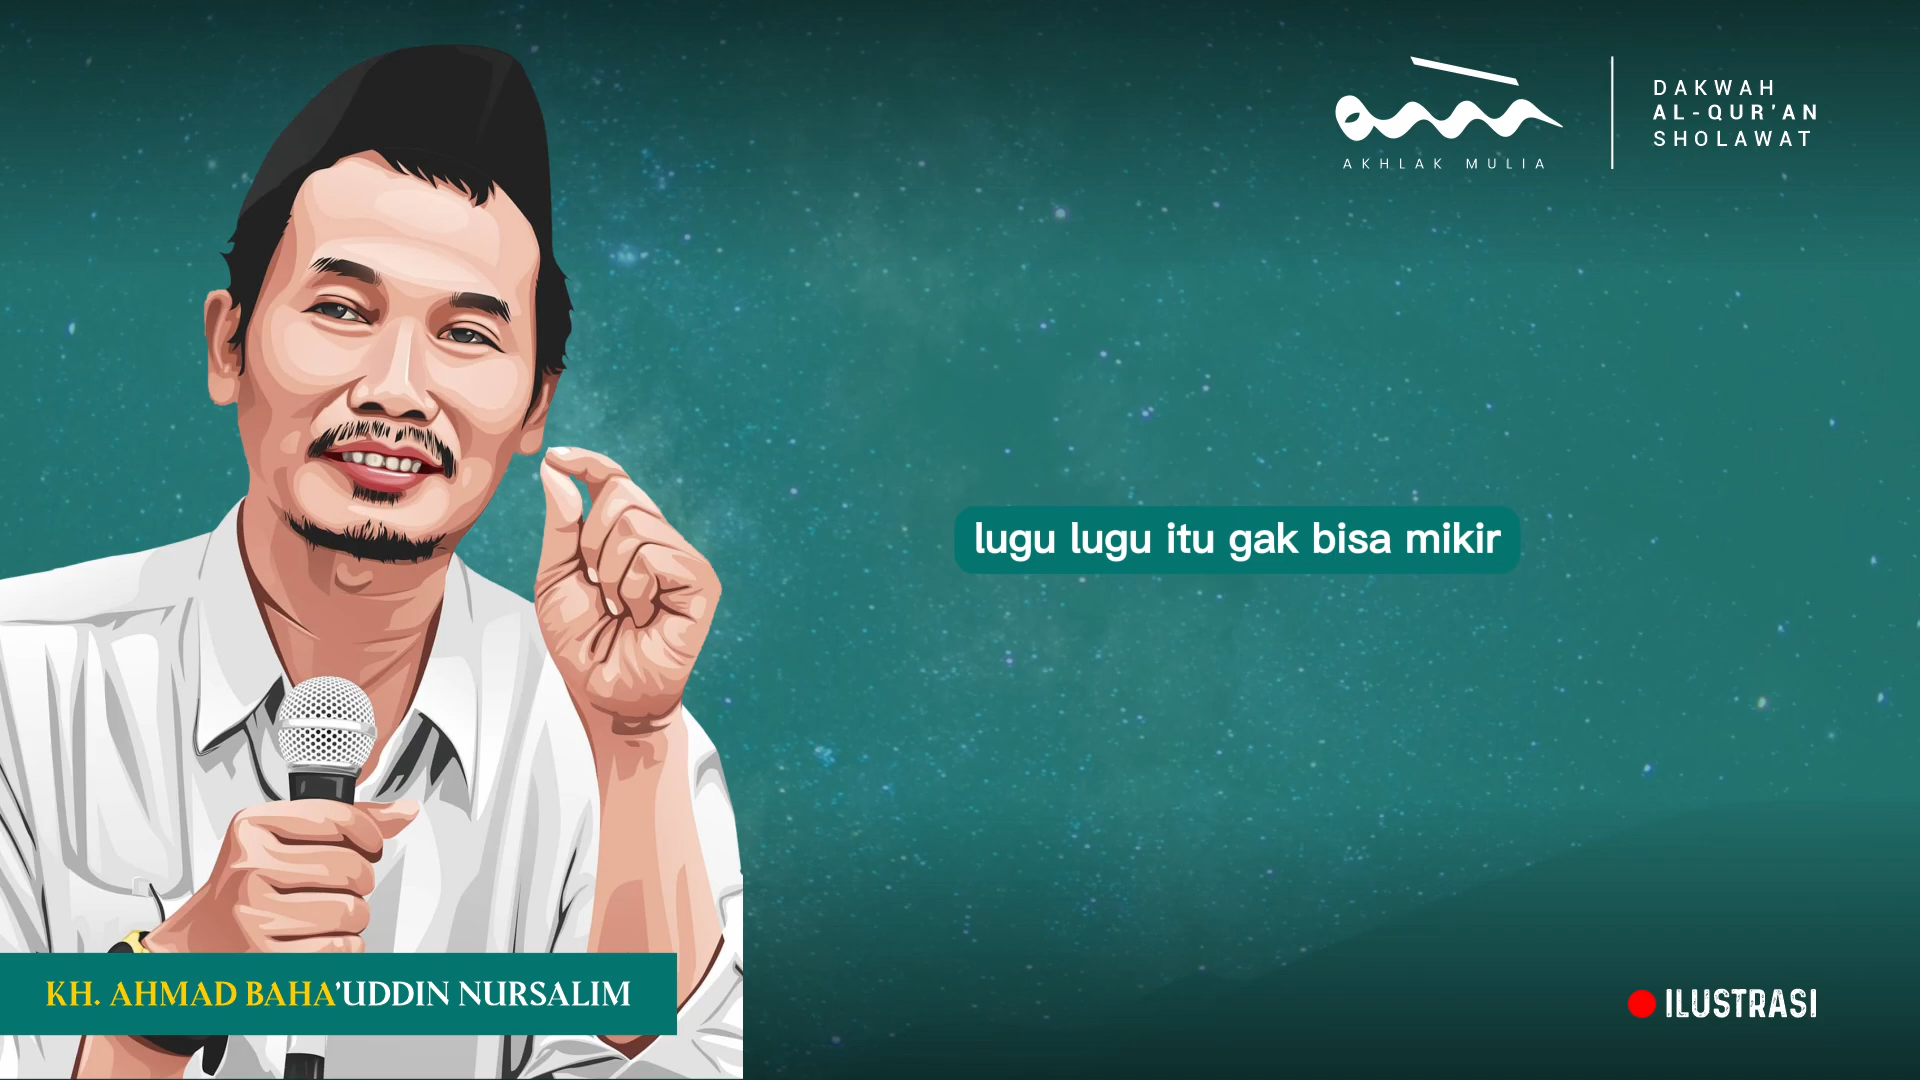 AKHLAK MULIA
DAKWAH
AL-QUR'AN
SHOLAWAT
lugu lugu itu gak bisa mikir
KH. AHMAD BAHA'UDDIN NURSALIM
ILUSTRASI